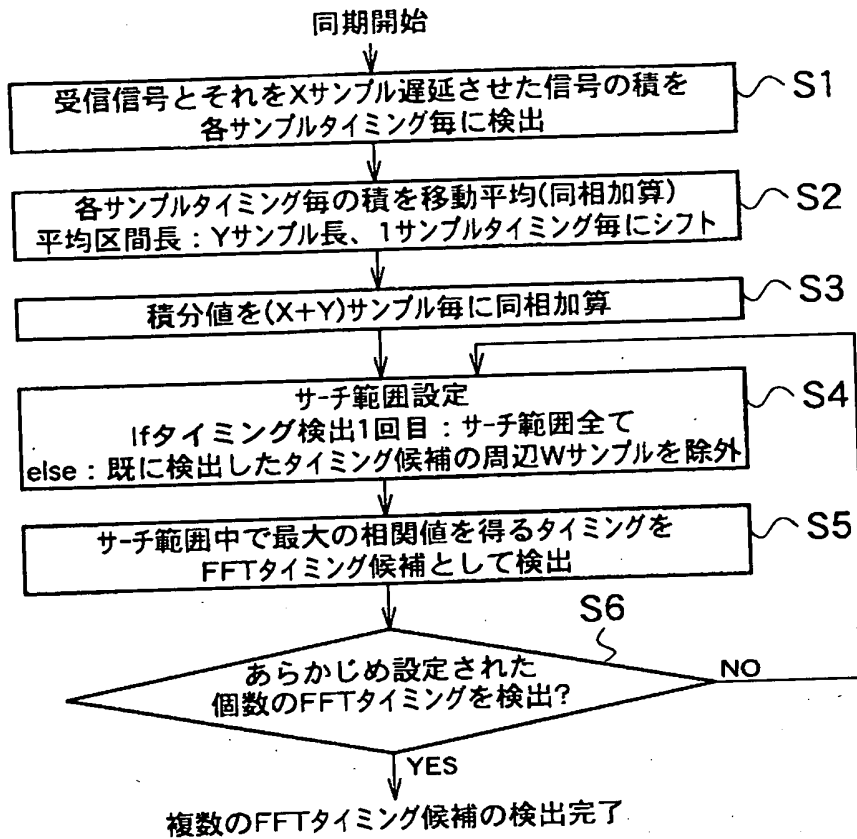 同期開始
受信信号とそれをXサンプル遅延させた信号の積を
各サンプルタイミング毎に検出
S1
各サンプルタイミング毎の積を移動平均(同相加算)
平均区間長：Yサンプル長、1サンプルタイミング毎にシフト
S2
積分値を(X+Y)サンプル毎に同相加算
S3
サーチ範囲設定
Ifタイミング検出1回目：サーチ範囲全て
else：既に検出したタイミング候補の周辺Wサンプルを除外
S4
サーチ範囲中で最大の相関値を得るタイミングを
FFTタイミング候補として検出
S5
S6
あらかじめ設定された
個数のFFTタイミングを検出?
NO
YES
複数のFFTタイミング候補の検出完了